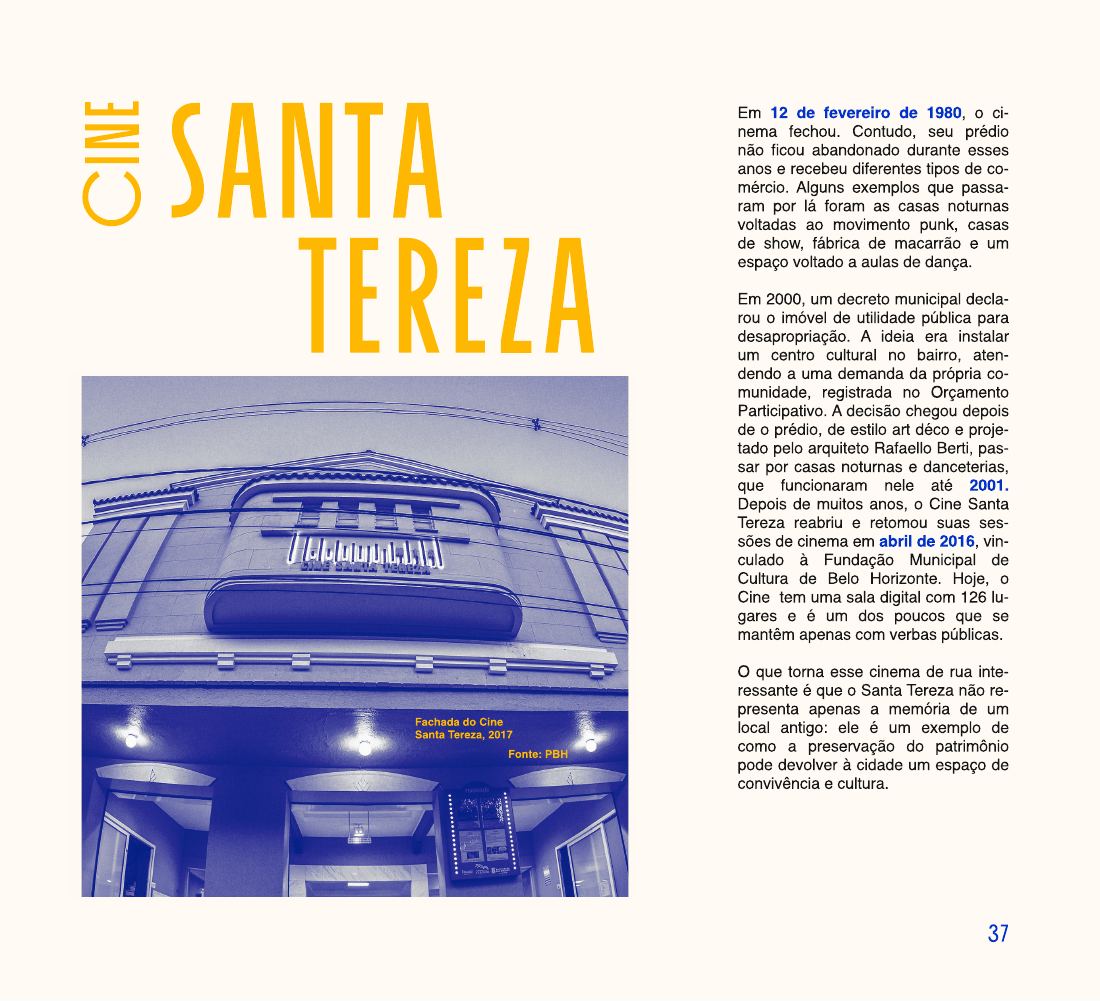 CINE
SANTA
TEREZA
CINE SANTA TEREZA
Fachada do Cine
Santa Tereza, 2017
Fonte: PBH
Em 12 de fevereiro de 1980, o ci-
nema fechou. Contudo, seu prédio
não ficou abandonado durante esses
anos e recebeu diferentes tipos de co-
mércio. Alguns exemplos que passa-
ram por lá foram as casas noturnas
voltadas ao movimento punk, casas
de show, fábrica de macarrão e um
espaço voltado a aulas de dança.
Em 2000, um decreto municipal decla-
rou o imóvel de utilidade pública para
desapropriação. A ideia era instalar
um centro cultural no bairro, aten-
dendo a uma demanda da própria co-
munidade, registrada no Orçamento
Participativo. A decisão chegou depois
de o prédio, de estilo art déco e proje-
tado pelo arquiteto Rafaello Berti, pas-
sar por casas noturnas e danceterias,
que funcionaram nele até 2001.
Depois de muitos anos, o Cine Santa
Tereza reabriu e retomou suas ses-
sões de cinema em abril de 2016, vin-
culado à Fundação Municipal de
Cultura de Belo Horizonte. Hoje, o
Cine tem uma sala digital com 126 lu-
gares e é um dos poucos que se
mantêm apenas com verbas públicas.
O que torna esse cinema de rua inte-
ressante é que o Santa Tereza não re-
presenta apenas a memória de um
local antigo: ele é um exemplo de
como a preservação do patrimônio
pode devolver à cidade um espaço de
convivência e cultura.
37